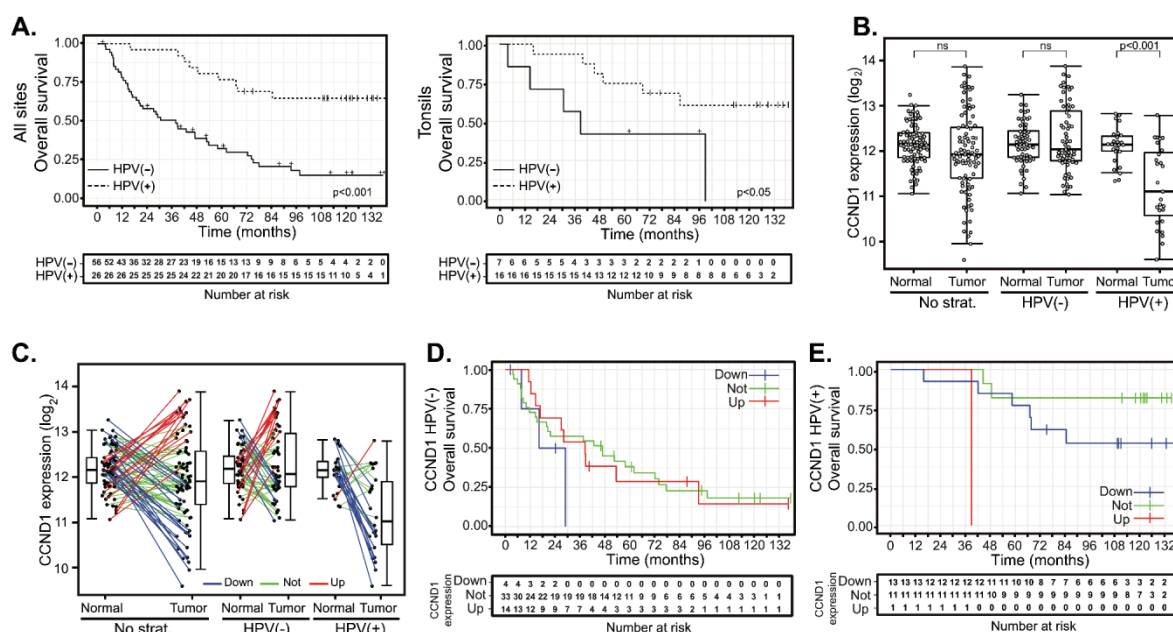 A.
All sites
Overall survival
1.00
0.75
0.50
0.25
0.00
HPV(-)
HPV(+)
p<0.001
0 12 24 36 48 60 72 84 96 108 120 132
Time (months)
HPV(-) 56 52 43 36 32 28 27 23 19 16 15 13 13 9 8 6 5 5 4 4 2 2 0
HPV(+) 26 26 26 25 25 25 25 24 22 21 20 17 17 16 16 15 15 15 11 10 5 4 1
Number at risk
Tonsils
Overall survival
1.00
0.75
0.50
0.25
0.00
HPV(-)
HPV(+)
p<0.05
0 12 24 36 48 60 72 84 96 108 120 132
Time (months)
HPV(-) 7 6 6 5 5 5 4 3 3 3 3 2 2 2 2 2 1 0 0 0 0 0 0
HPV(+) 16 16 16 15 15 15 15 14 13 12 12 12 10 9 9 8 8 8 8 6 6 3 2
Number at risk
B.
CCND1 expression (log2)
14
13
12
11
10
ns
ns
p<0.001
Normal Tumor Normal Tumor Normal Tumor
No strat. HPV(-) HPV(+)
C.
CCND1 expression (log2)
14
13
12
11
10
Down Not Up
Normal Tumor Normal Tumor Normal Tumor
No strat. HPV(-) HPV(+)
D.
CCND1 HPV(-)
Overall survival
1.00
0.75
0.50
0.25
0.00
Down
Not
Up
0 12 24 36 48 60 72 84 96 108 120 132
Time (months)
CCND1
expression
Down 4 4 3 2 2 0 0 0 0 0 0 0 0 0 0 0 0 0 0 0 0 0 0
Not 33 30 24 22 21 19 19 18 14 12 11 9 9 6 6 5 4 4 3 3 1 1 0
Up 14 13 12 9 9 7 7 4 4 3 3 3 3 3 3 2 1 1 1 1 1 1
Number at risk
E.
CCND1 HPV(+)
Overall survival
1.00
0.75
0.50
0.25
0.00
Down
Not
Up
0 12 24 36 48 60 72 84 96 108 120 132
Time (months)
CCND1
expression
Down 13 13 13 12 12 12 12 12 11 11 10 10 8 7 7 6 6 6 6 3 3 2 2
Not 11 11 11 11 11 11 11 11 10 9 9 9 9 9 9 9 9 9 8 7 3 2
Up 1 1 1 1 1 1 1 0 0 0 0 0 0 0 0 0 0 0 0 0 0 0
Number at risk